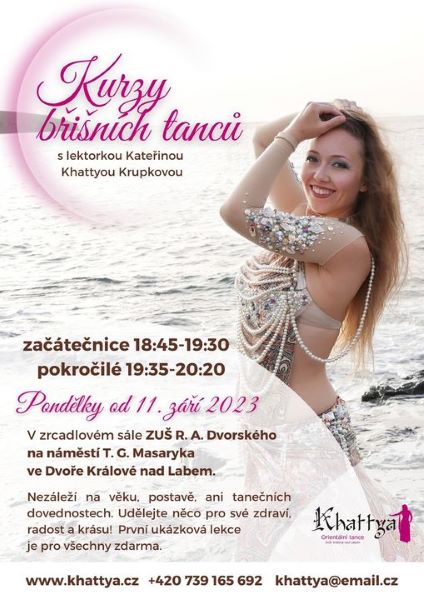 Kurzy
břišních tanců
s lektorkou Kateřinou
Khattyou Krupkovou
začátečnice 18:45-19:30
pokročilé 19:35-20:20
Pondělky od 11. září 2023
V zrcadlovém sále ZUŠ R. A. Dvorského
na náměstí T. G. Masaryka
ve Dvoře Králové nad Labem.
Nezáleží na věku, postavě, ani tanečních
dovednostech. Udělejte něco pro své zdraví,
radost a krásu! První ukázková lekce
je pro všechny zdarma.
Khattya
Orientální tance
www.khattya.cz +420 739 165 692 khattya@email.cz